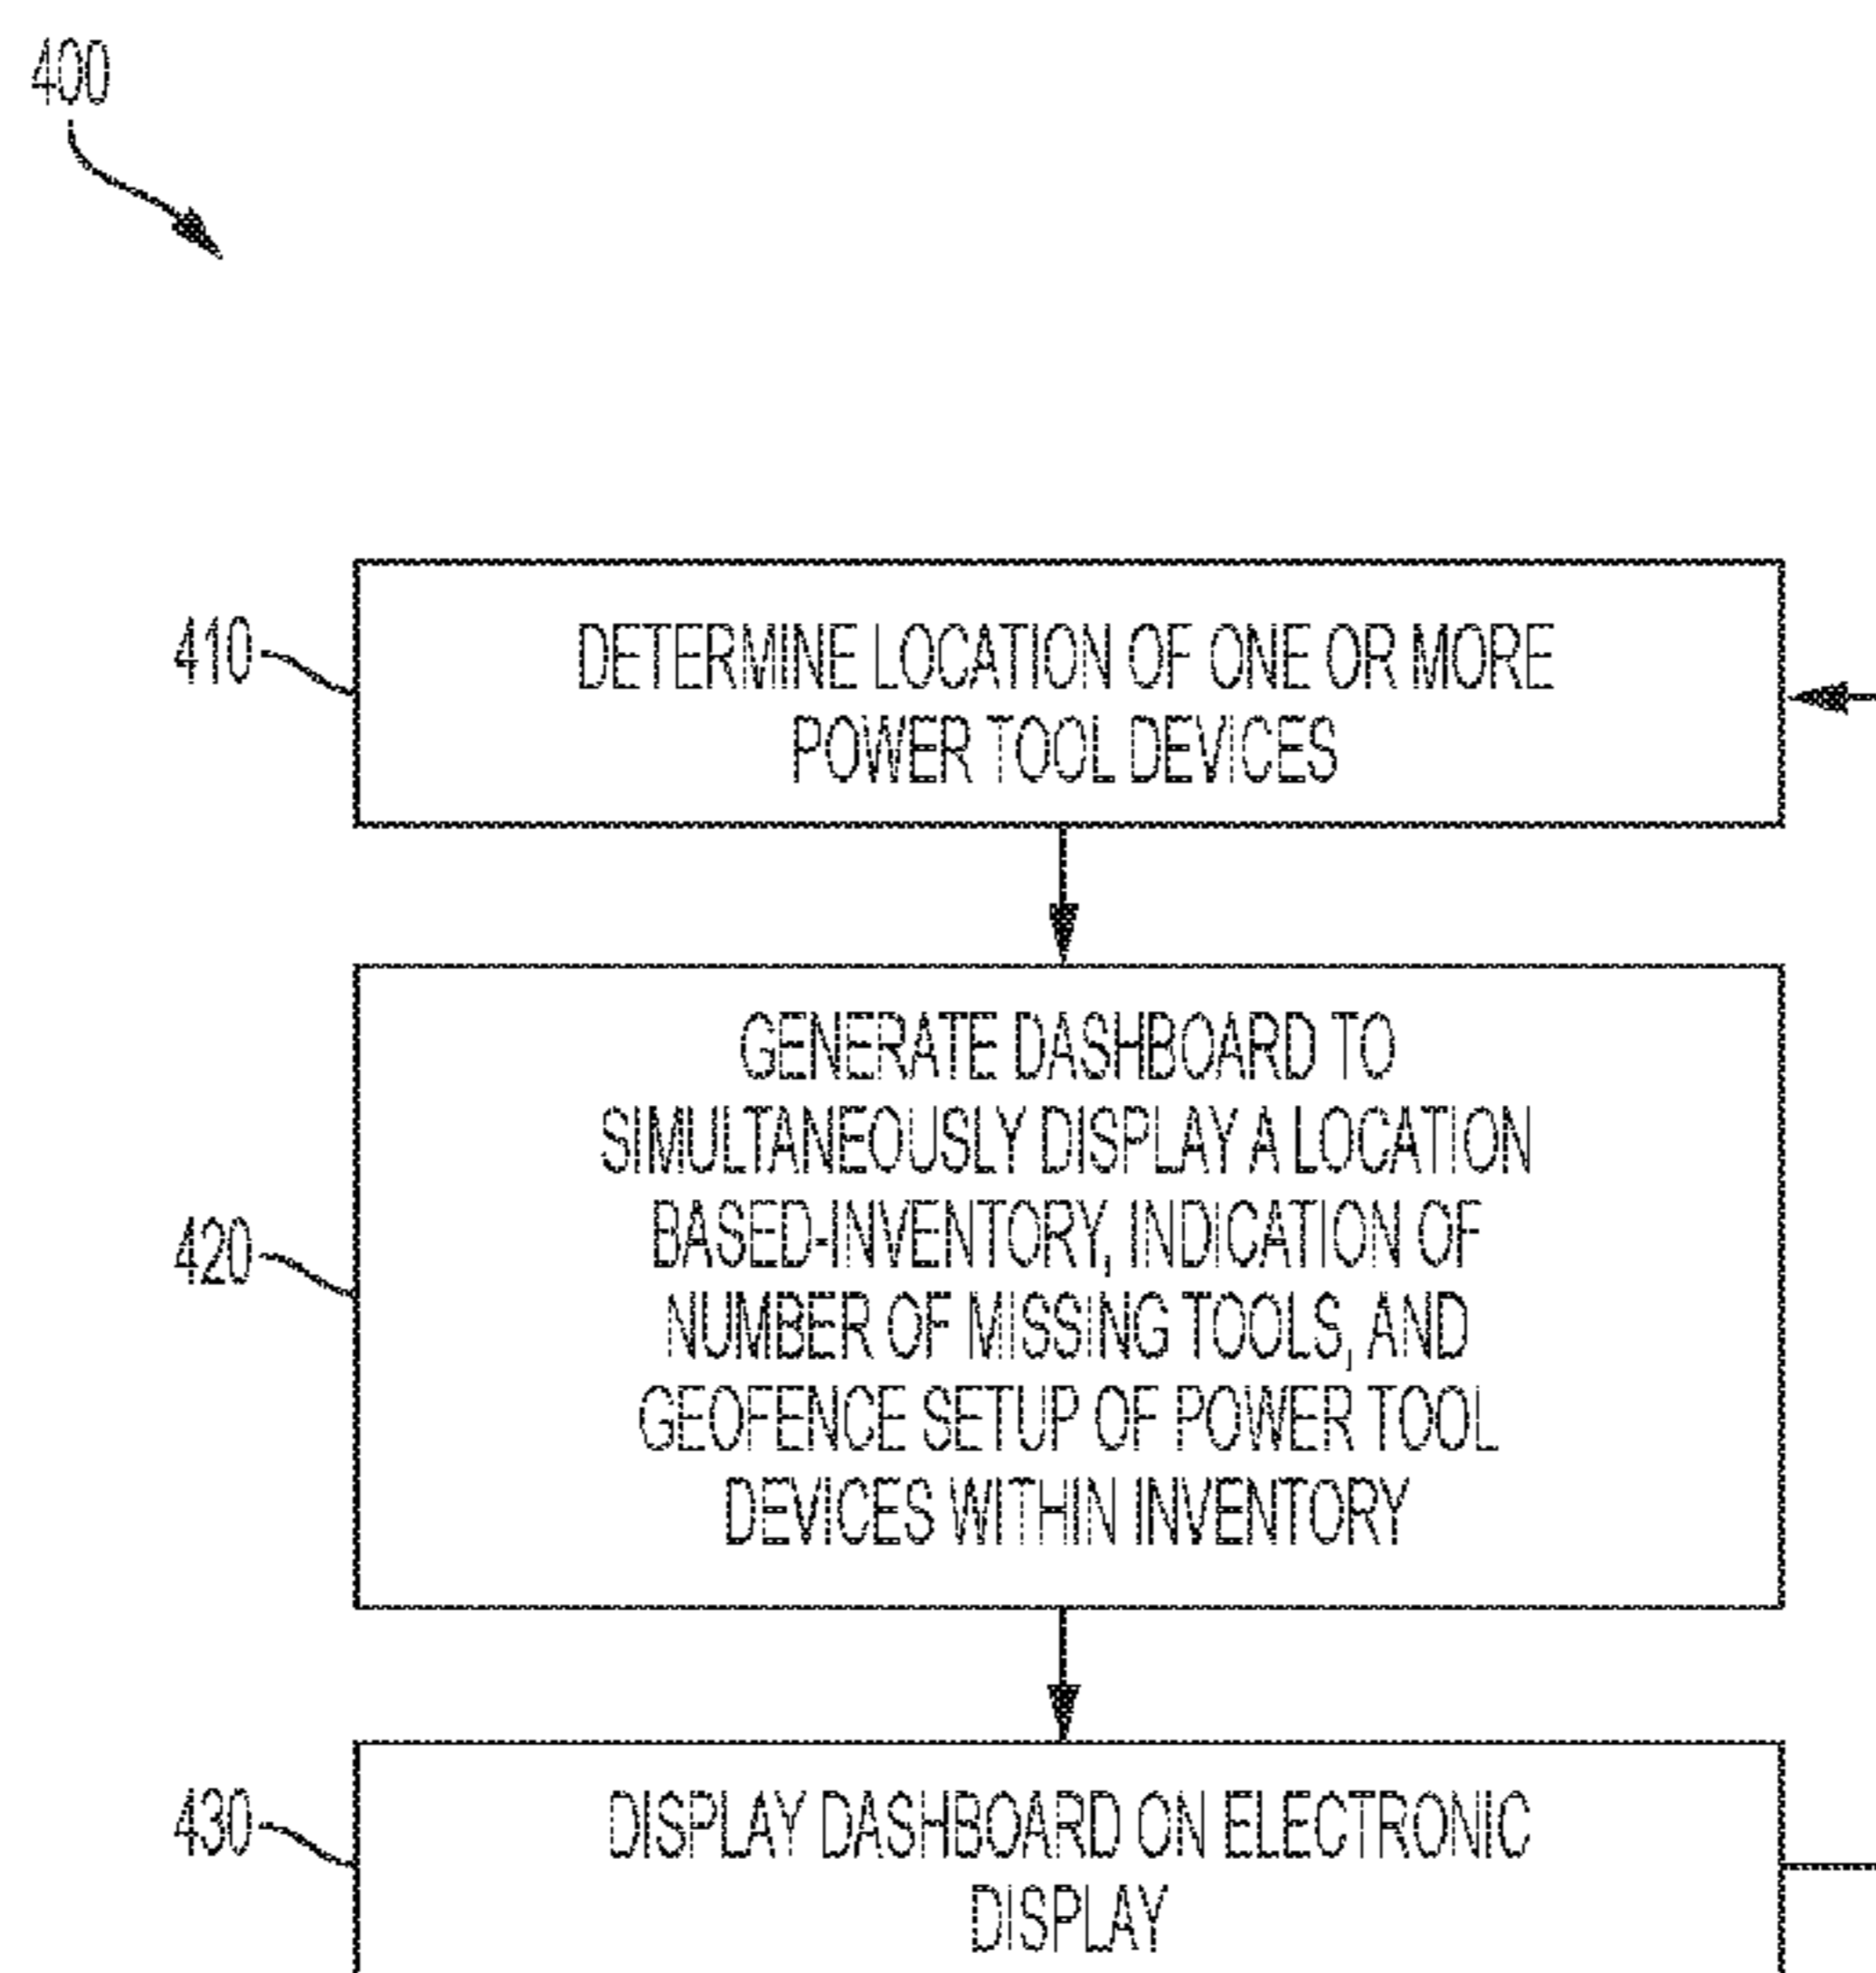 400
410
DETERMINE LOCATION OF ONE OR MORE
POWER TOOL DEVICES
420
GENERATE DASHBOARD TO
SIMULTANEOUSLY DISPLAY A LOCATION
BASED-INVENTORY, INDICATION OF
NUMBER OF MISSING TOOLS, AND
GEOFENCE SETUP OF POWER TOOL
DEVICES WITHIN INVENTORY
430
DISPLAY DASHBOARD ON ELECTRONIC
DISPLAY